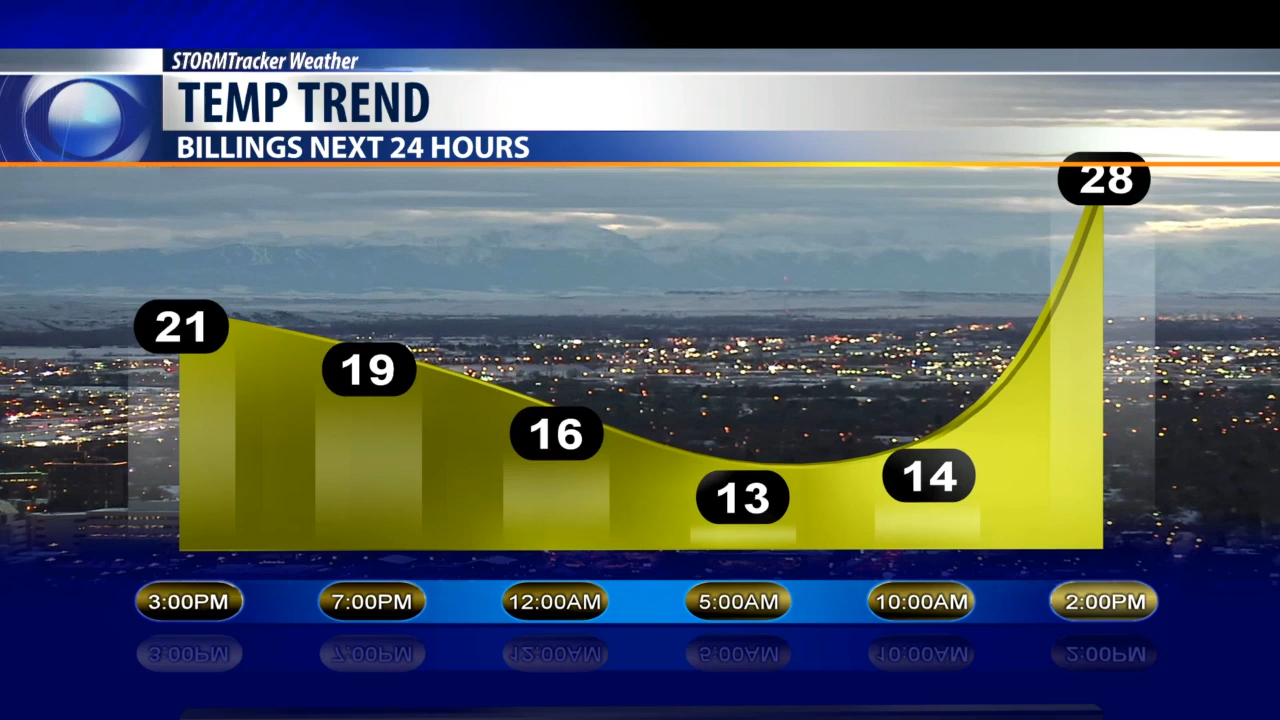 STORMTracker Weather
TEMP TREND
BILLINGS NEXT 24 HOURS
28
21
19
16
14
13
3:00PM 7:00PM 12:00AM 5:00AM 10:00AM 2:00PM